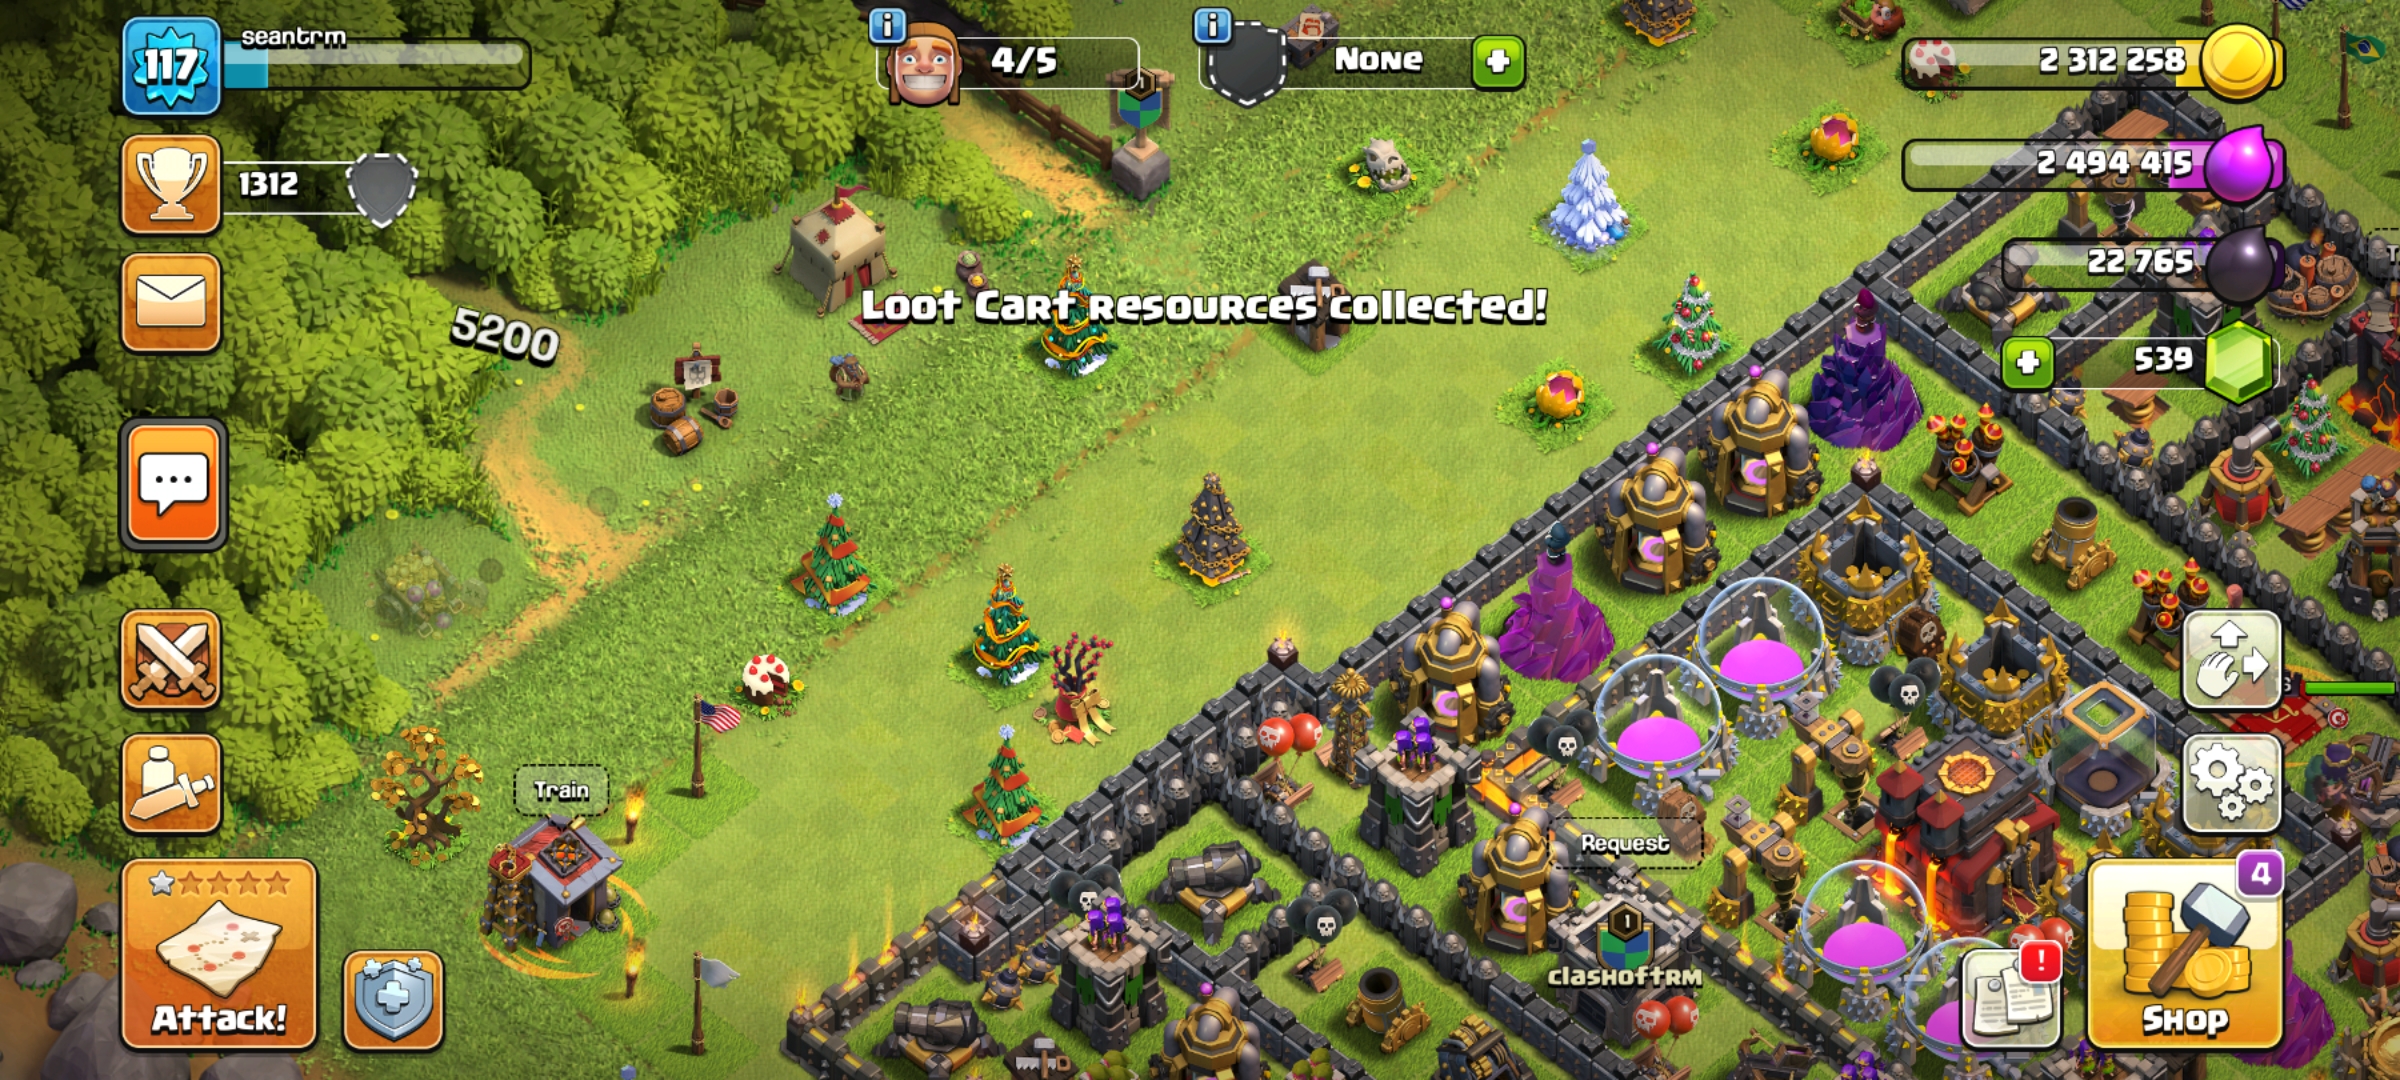 117
seantrm
4/5
None
2 312 258
1312
2 494 415
22 765
5200
Loot Cart resources collected!
539
Train
Request
1
clashoftRM
4
!
Attack!
Shop